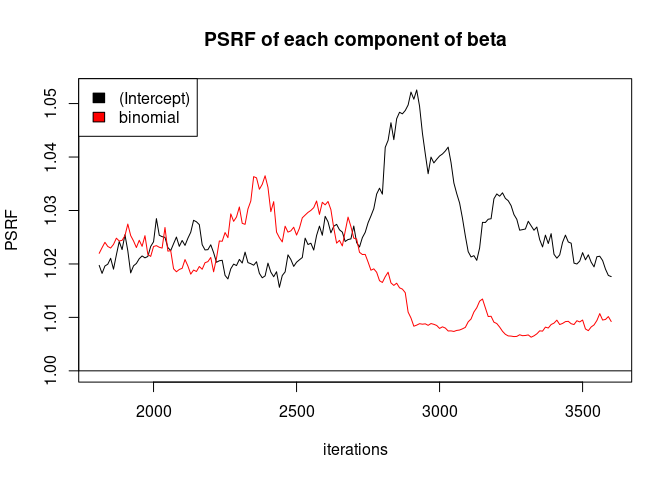 PSRF of each component of beta
(Intercept)
binomial
PSRF
1.05
1.04
1.03
1.02
1.01
1.00
2000 2500 3000 3500
iterations